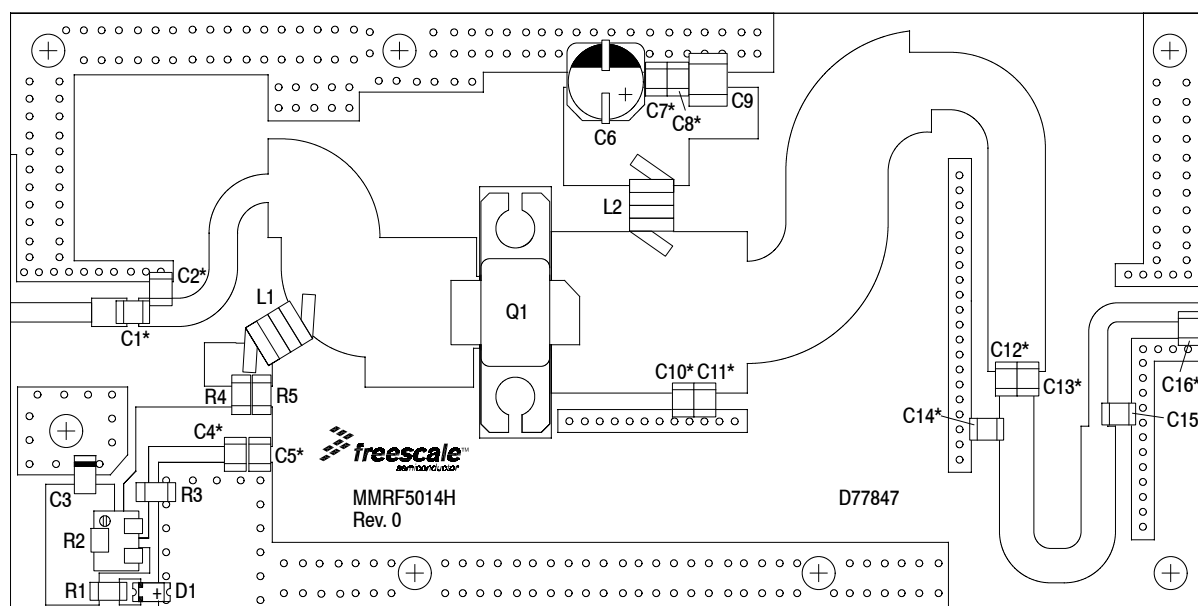 C7*
C8*
C9
C6
L2
C2*
L1
C1*
Q1
C12*
C13*
C16*
C10* C11*
R4
R5
C14*
C15
C4*
C5*
freescale™
semiconductor
C3
R3
MMRF5014H
Rev. 0
D77847
R2
R1
D1